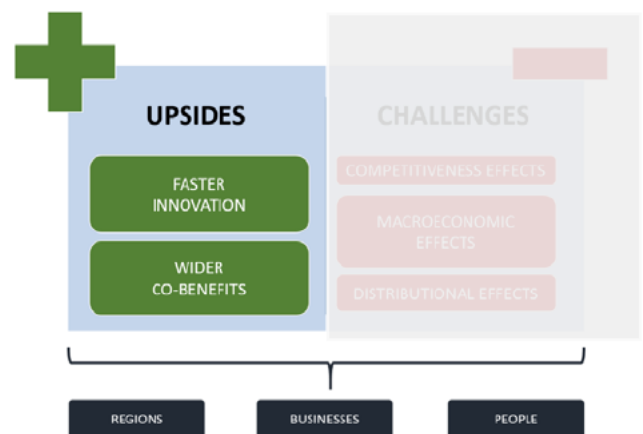 UPSIDES
CHALLENGES
FASTER
INNOVATION
WIDER
CO-BENEFITS
COMPETITIVENESS EFFECTS
MACROECONOMIC
EFFECTS
DISTRIBUTIONAL EFFECTS
REGIONS
BUSINESSES
PEOPLE